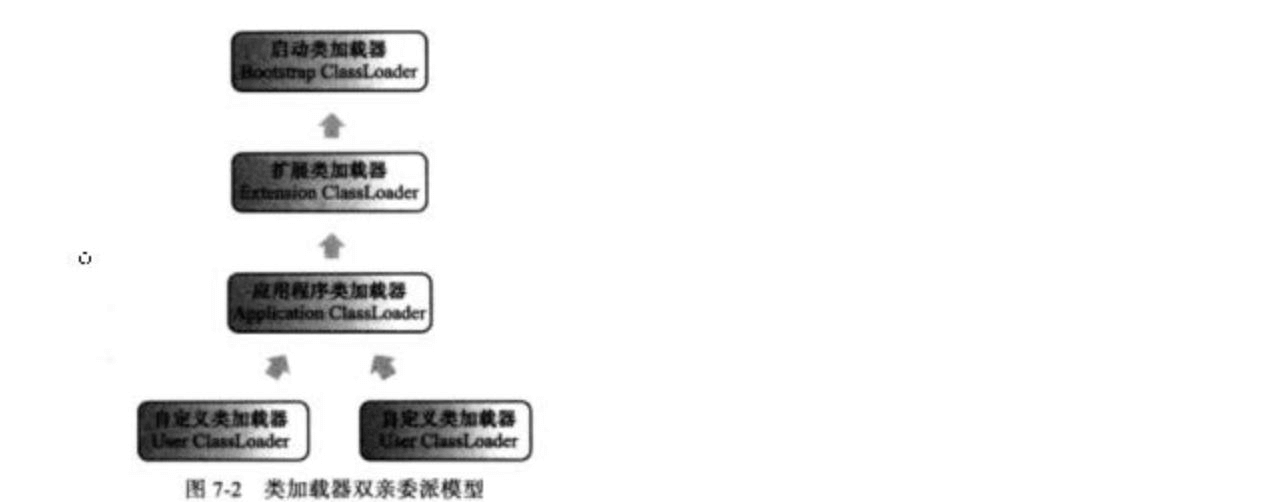 启动类加载器
Bootstrap ClassLoader
扩展类加载器
Extension ClassLoader
应用程序类加载器
Application ClassLoader
自定义类加载器
User ClassLoader
自定义类加载器
User ClassLoader
图 7-2 类加载器双亲委派模型